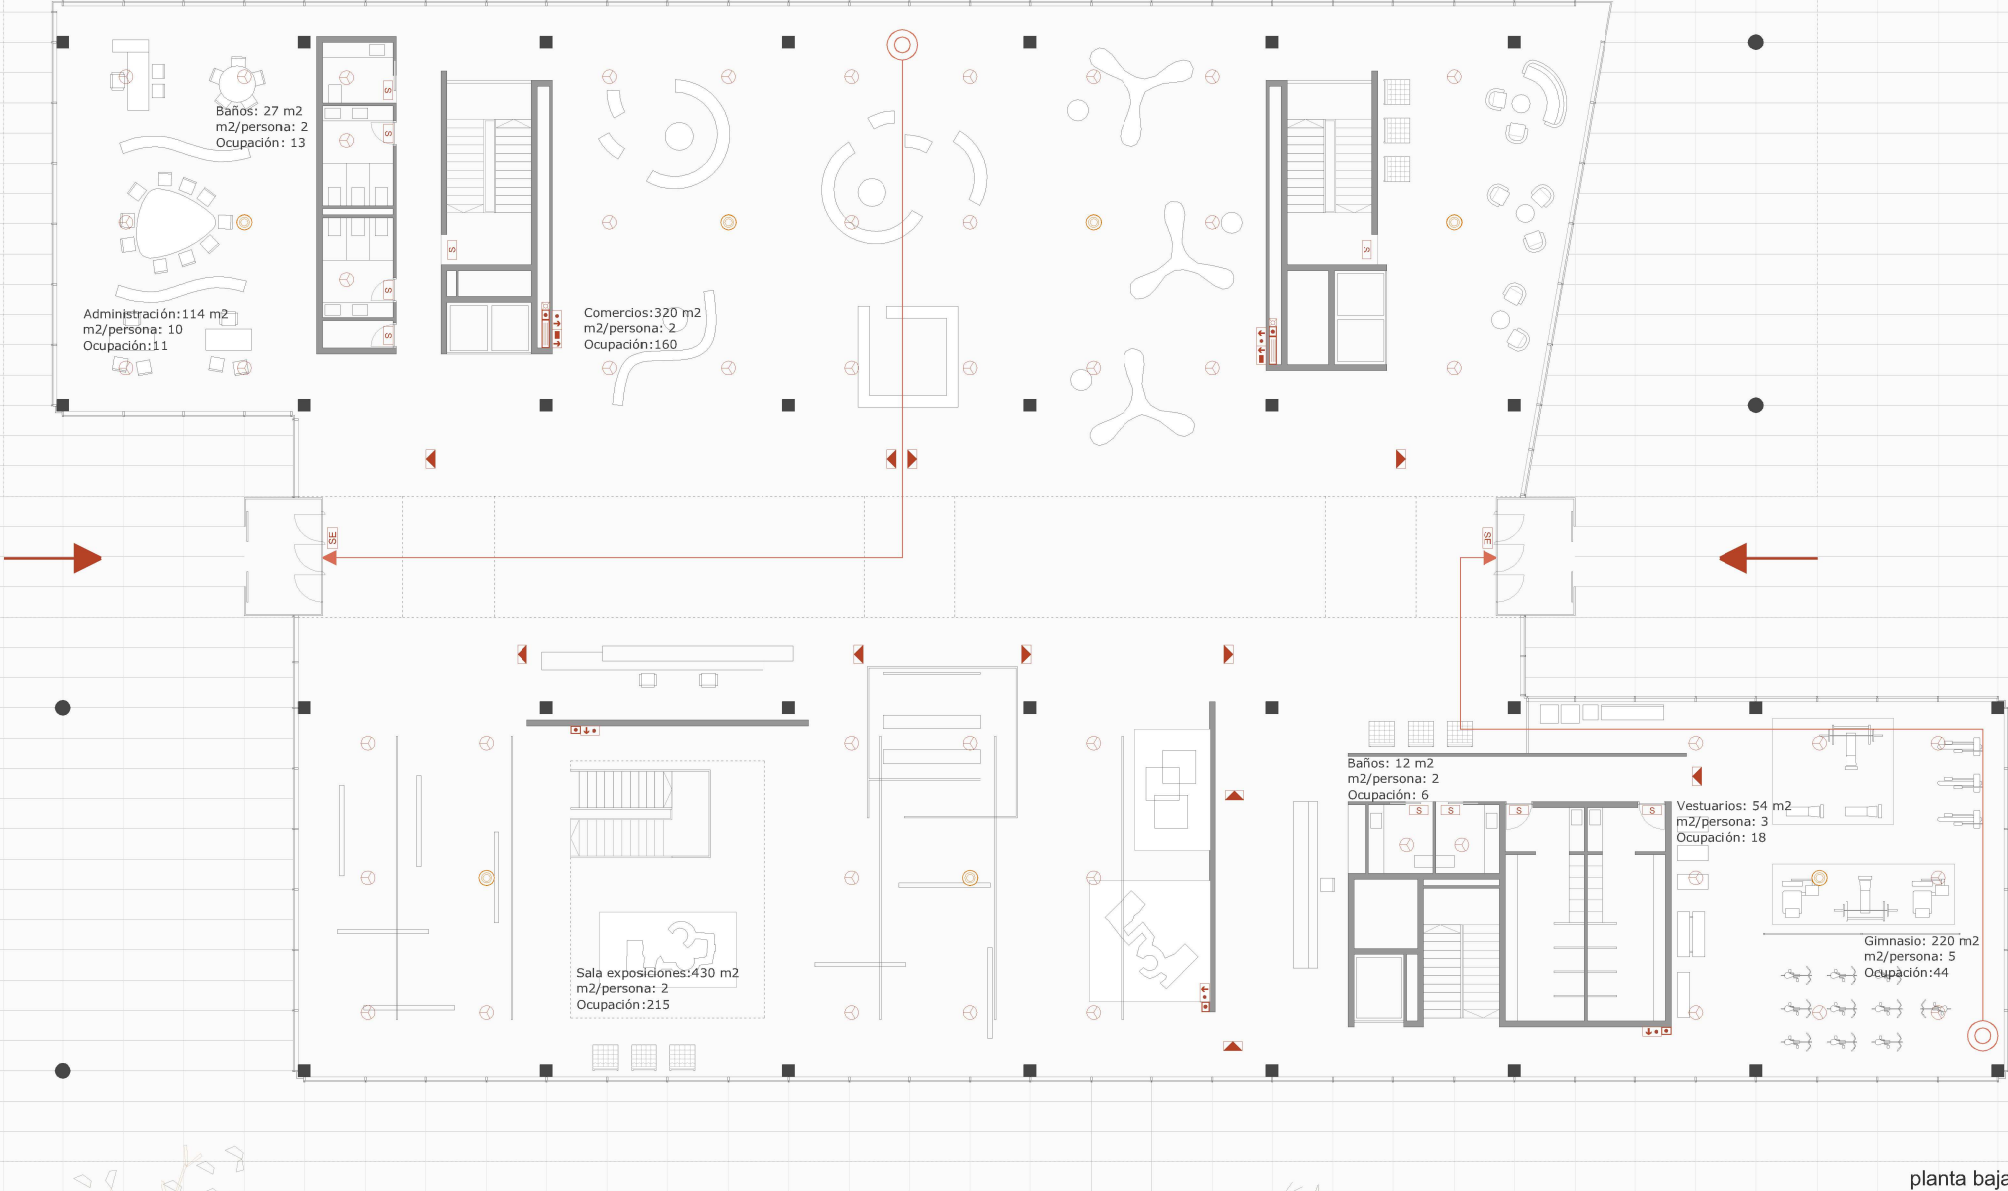 Baños: 27 m2
m2/persona: 2
Ocupación: 13
S
S
S
S
S
S
Administración:114 m2
m2/persona: 10
Ocupación:11
Comercios:320 m2
m2/persona: 2
Ocupación:160
SE
SE
Baños: 12 m2
m2/persona: 2
Ocupación: 6
S
S
S
S
Vestuarios: 54 m2
m2/persona: 3
Ocupación: 18
Sala exposiciones:430 m2
m2/persona: 2
Ocupación:215
Gimnasio: 220 m2
m2/persona: 5
Ocupación:44
planta baja